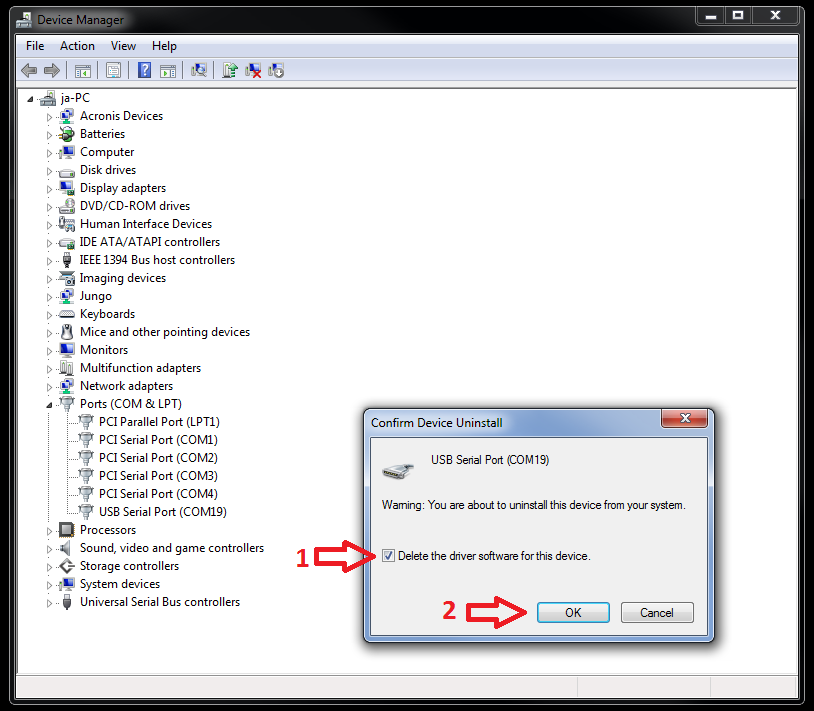 Device Manager
File Action View Help
ja-PC
Acronis Devices
Batteries
Computer
Disk drives
Display adapters
DVD/CD-ROM drives
Human Interface Devices
IDE ATA/ATAPI controllers
IEEE 1394 Bus host controllers
Imaging devices
Jungo
Keyboards
Mice and other pointing devices
Monitors
Multifunction adapters
Network adapters
Ports (COM & LPT)
PCI Parallel Port (LPT1)
PCI Serial Port (COM1)
PCI Serial Port (COM2)
PCI Serial Port (COM3)
PCI Serial Port (COM4)
USB Serial Port (COM19)
Processors
Sound, video and game controllers
Storage controllers
System devices
Universal Serial Bus controllers
Confirm Device Uninstall
USB Serial Port (COM19)
Warning: You are about to uninstall this device from your system.
1
Delete the driver software for this device.
2
OK Cancel